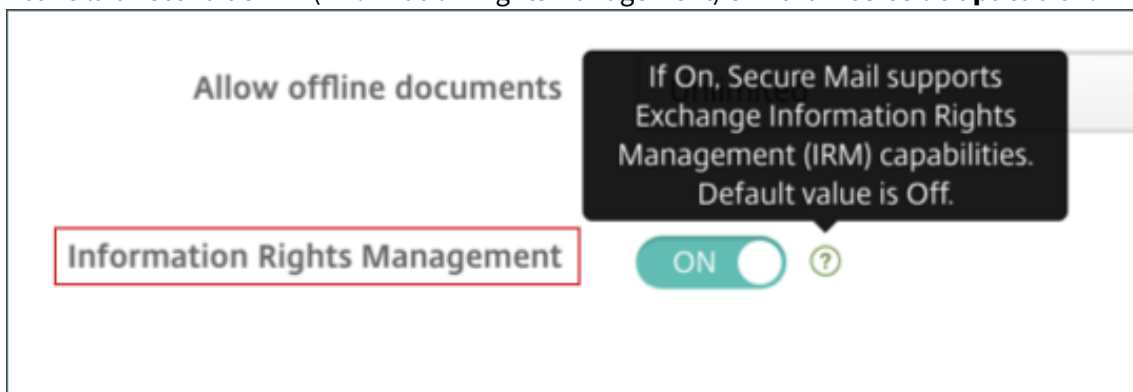 Allow offline documents
If On, Secure Mail supports
Exchange Information Rights
Management (IRM) capabilities.
Default value is Off.
Information Rights Management
ON
?